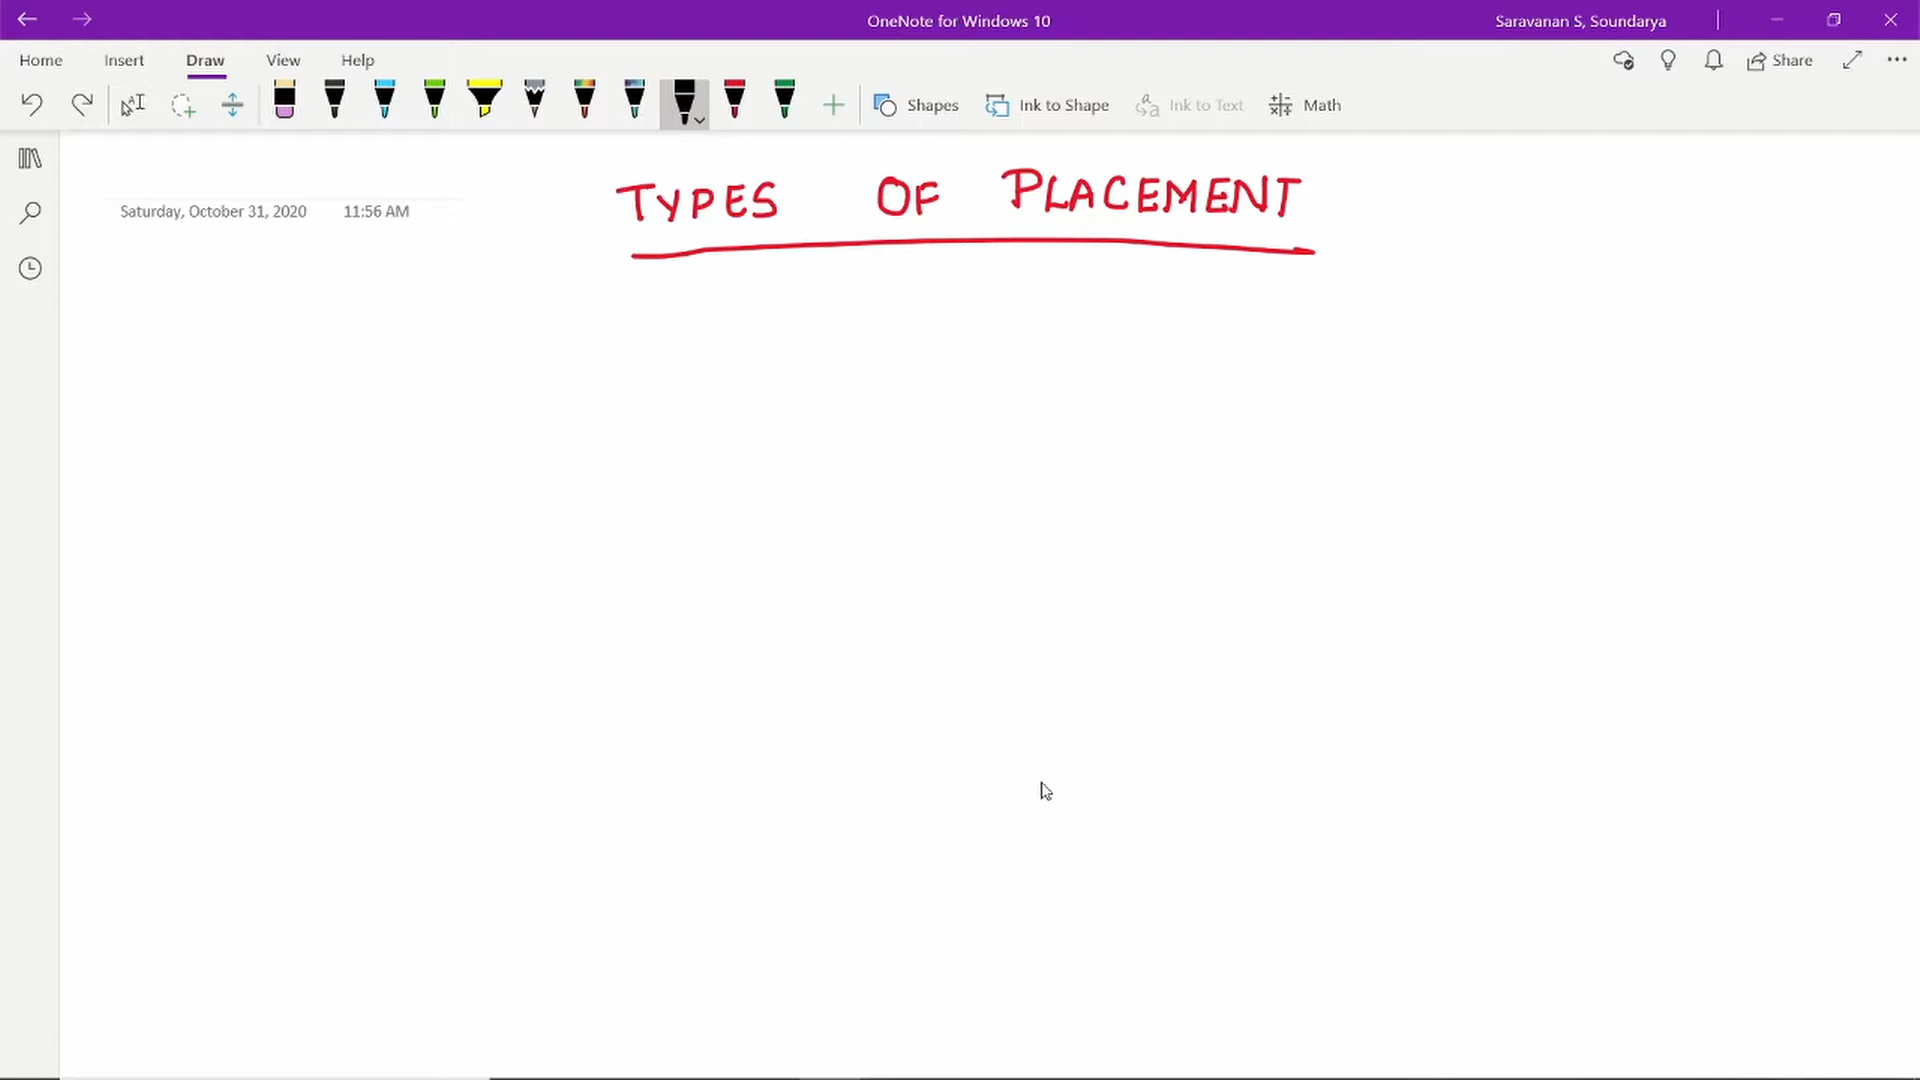 OneNote for Windows 10
Saravanan S, Soundarya
Home Insert Draw View Help
Share
Shapes Ink to Shape Ink to Text Math
TYPES OF PLACEMENT
Saturday, October 31, 2020 11:56 AM